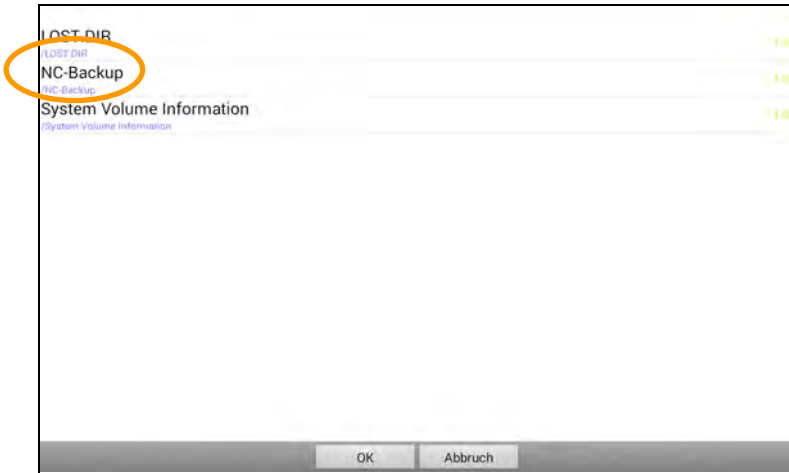 LOST.DIR
/LOST.DIR
NC-Backup
/NC-Backup
System Volume Information
/System Volume Information
OK Abbruch